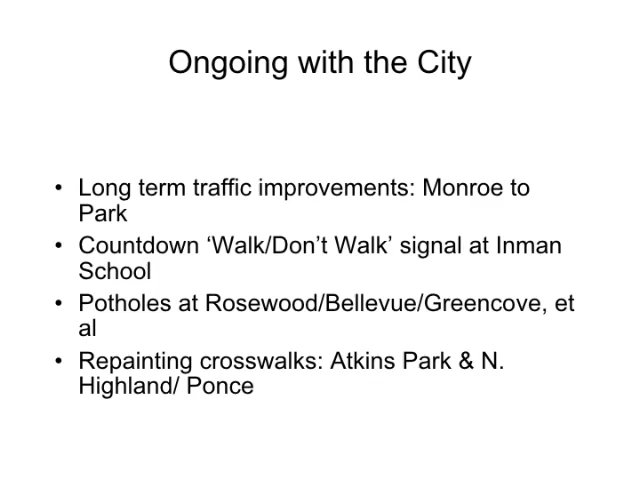 Ongoing with the City
• Long term traffic improvements: Monroe to
Park
• Countdown ‘Walk/Don’t Walk’ signal at Inman
School
• Potholes at Rosewood/Bellevue/Greencove, et
al
• Repainting crosswalks: Atkins Park & N.
Highland/ Ponce